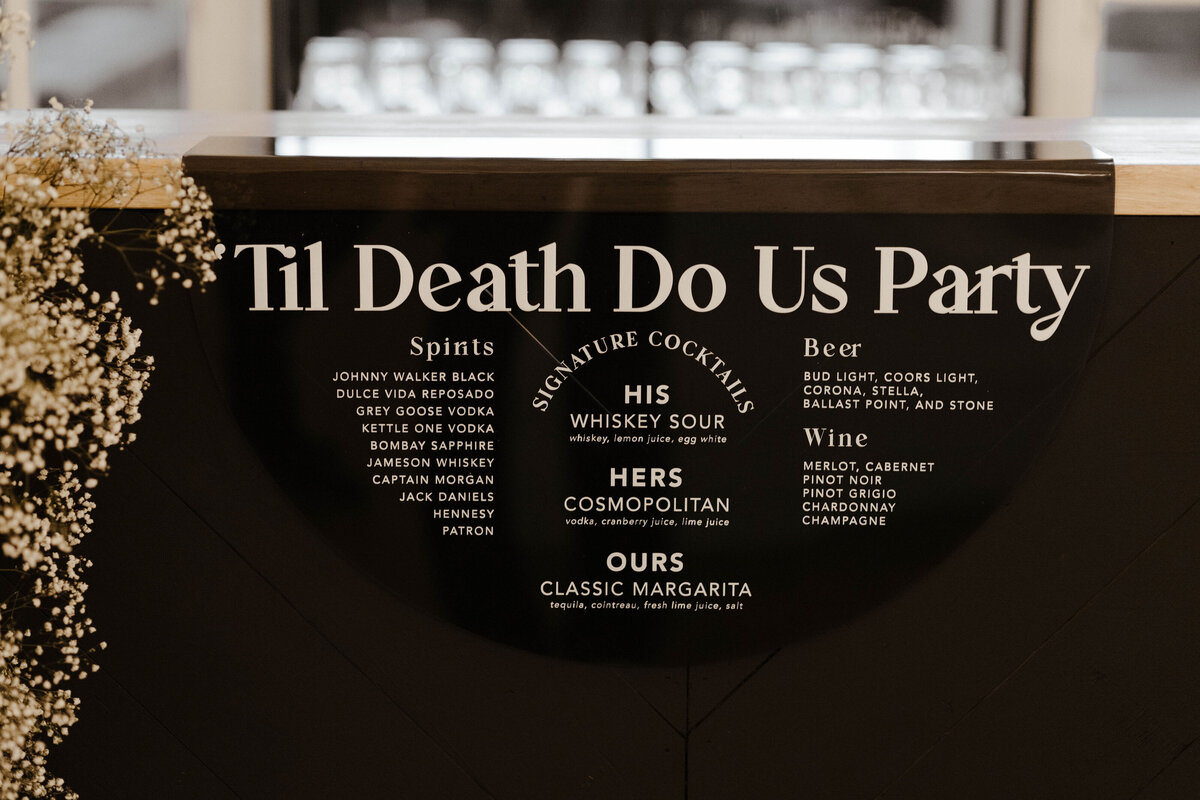 'Til Death Do Us Party
Spirits
JOHNNY WALKER BLACK
DULCE VIDA REPOSADO
GREY GOOSE VODKA
KETTLE ONE VODKA
BOMBAY SAPPHIRE
JAMESON WHISKEY
CAPTAIN MORGAN
JACK DANIELS
HENNESY
PATRON
SIGNATURE COCKTAILS
HIS
WHISKEY SOUR
whiskey, lemon juice, egg white
HERS
COSMOPOLITAN
vodka, cranberry juice, lime juice
OURS
CLASSIC MARGARITA
tequila, cointreau, fresh lime juice, salt
Beer
BUD LIGHT, COORS LIGHT,
CORONA, STELLA,
BALLAST POINT, AND STONE
Wine
MERLOT, CABERNET
PINOT NOIR
PINOT GRIGIO
CHARDONNAY
CHAMPAGNE